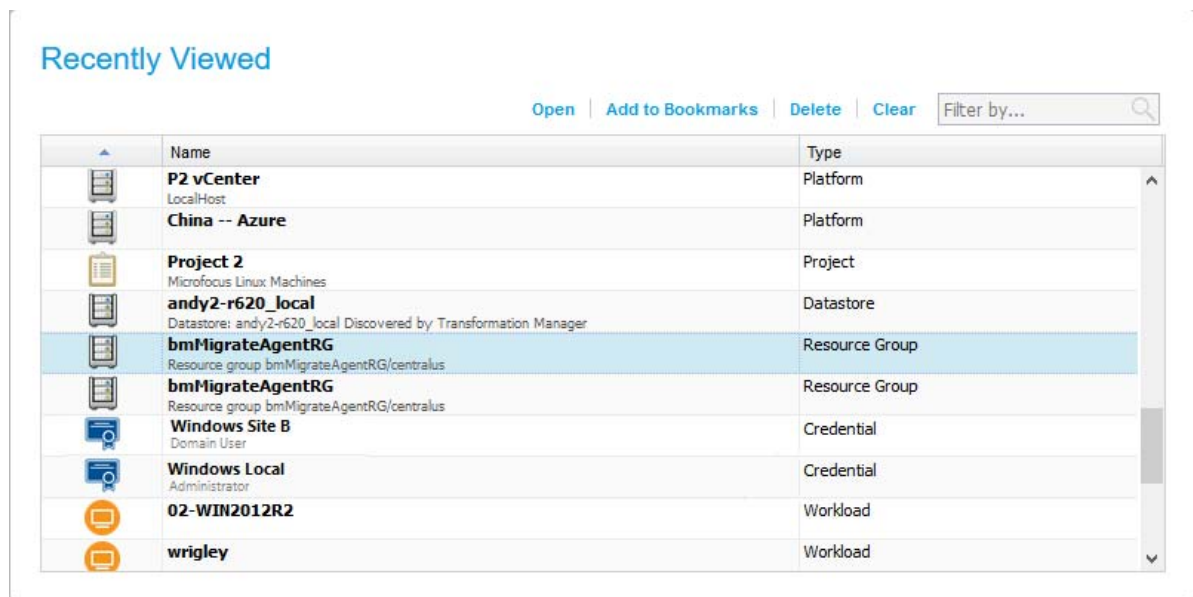 Recently Viewed
Open Add to Bookmarks Delete Clear Filter by...
Name Type
P2 vCenter Platform
LocalHost
China -- Azure Platform
Project 2 Project
Microfocus Linux Machines
andy2-r620_local Datastore
Datastore: andy2-r620_local Discovered by Transformation Manager
bmMigrateAgentRG Resource Group
Resource group bmMigrateAgentRG/centralus
bmMigrateAgentRG Resource Group
Resource group bmMigrateAgentRG/centralus
Windows Site B Credential
Domain User
Windows Local Credential
Administrator
02-WIN2012R2 Workload
wrigley Workload